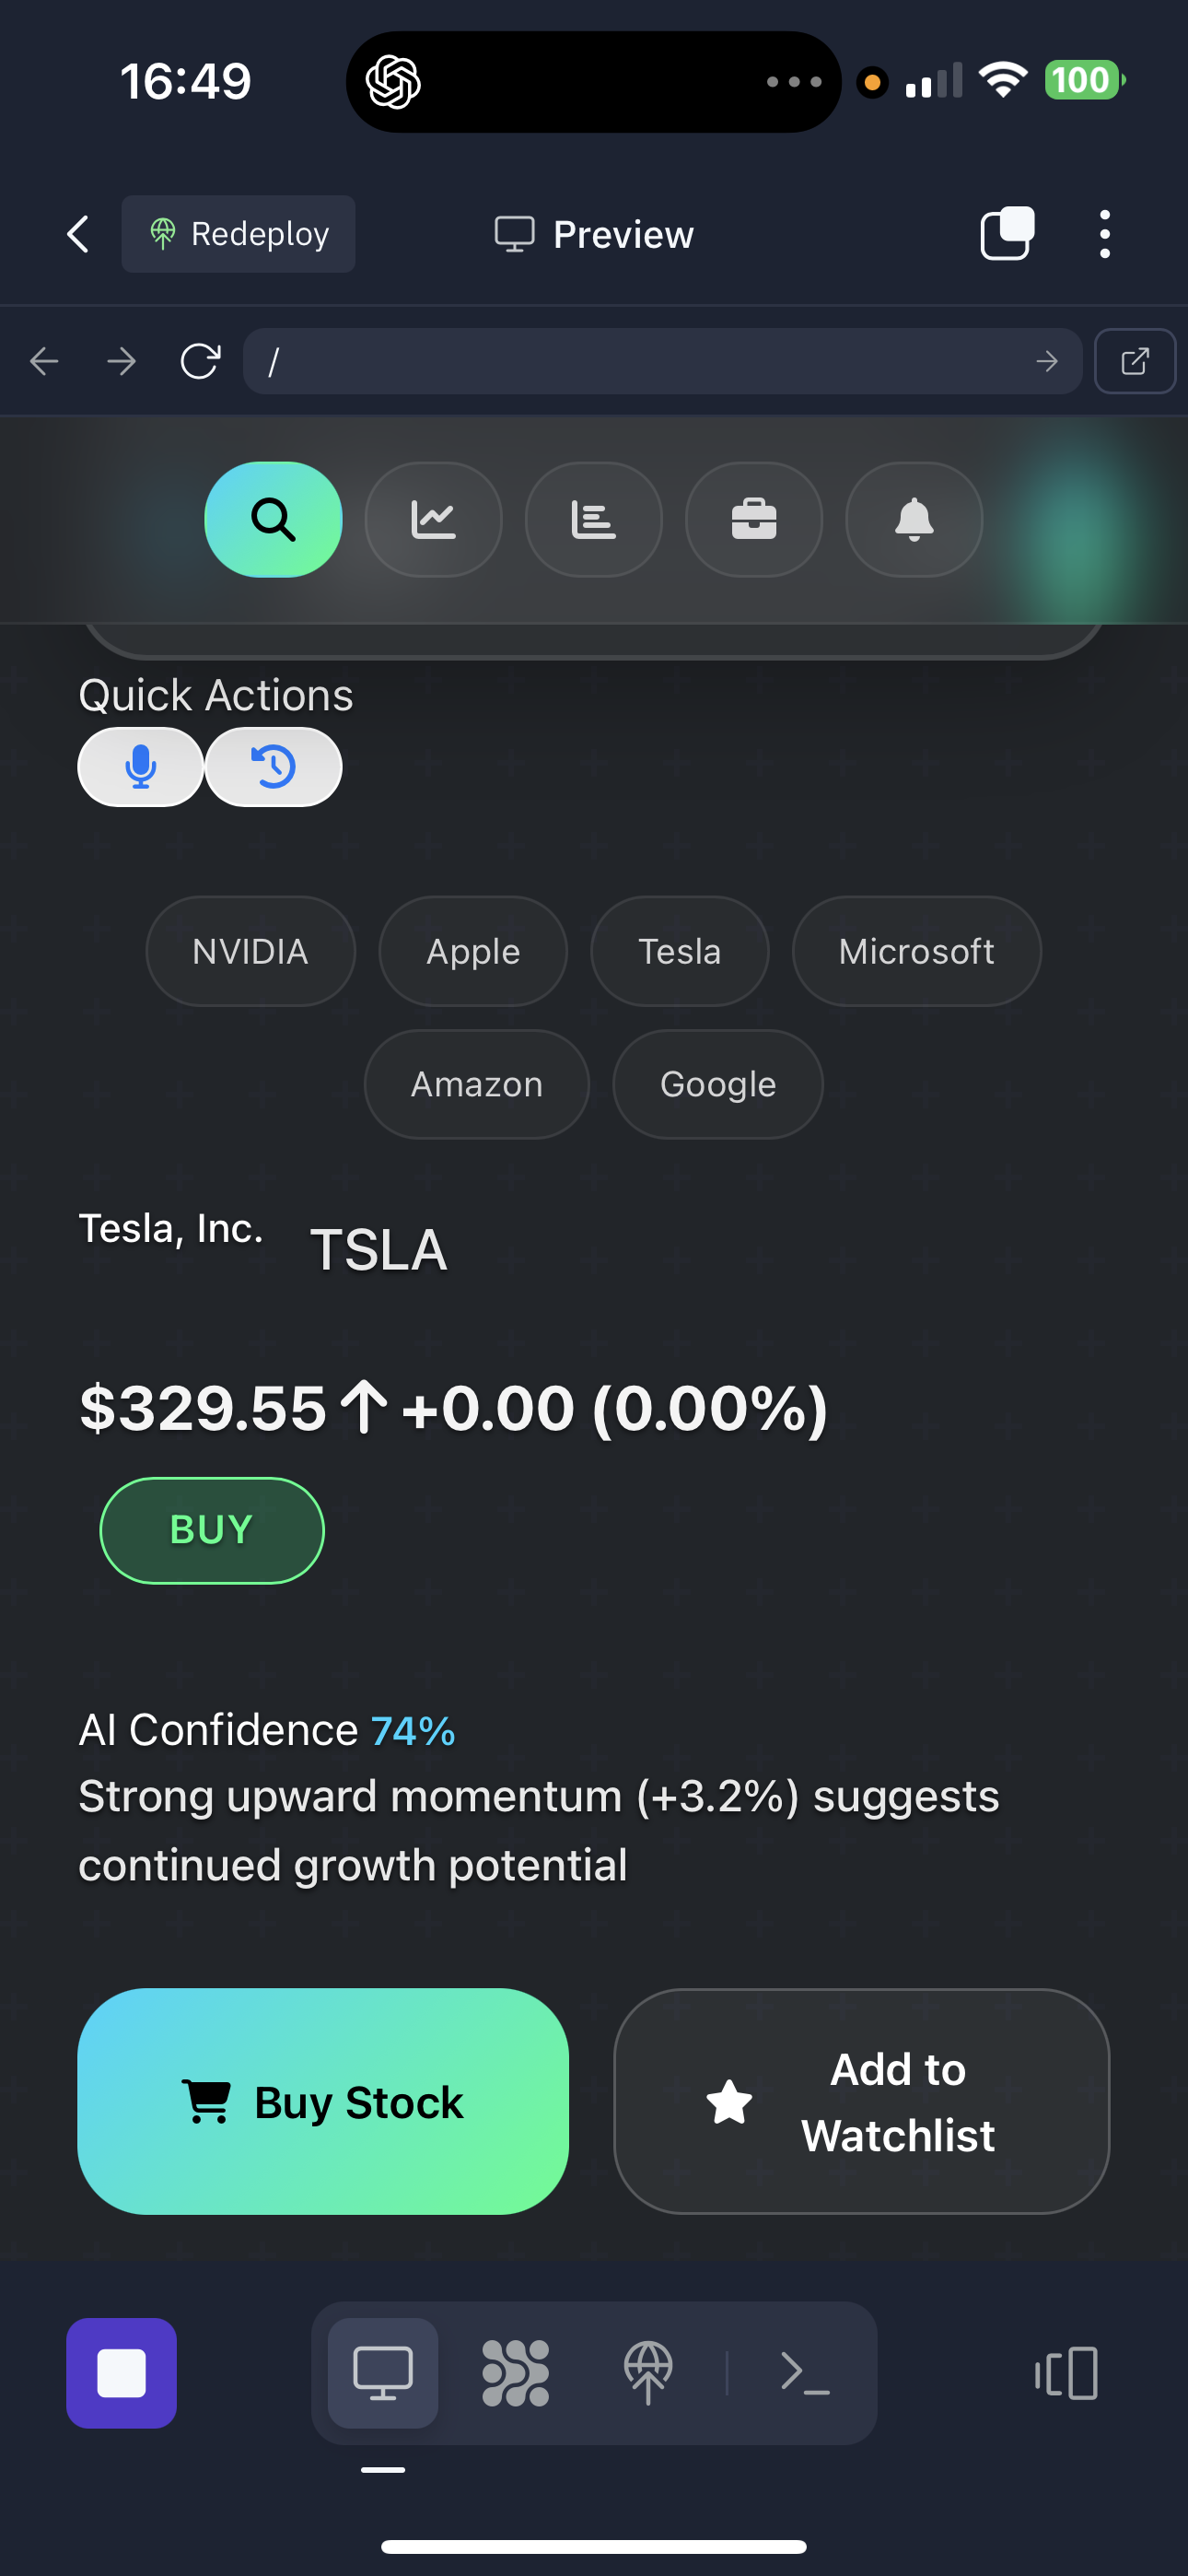 16:49
100
Redeploy
Preview
/
Quick Actions
NVIDIA
Apple
Tesla
Microsoft
Amazon
Google
Tesla, Inc.
TSLA
$329.55 ↑ +0.00 (0.00%)
BUY
AI Confidence 74%
Strong upward momentum (+3.2%) suggests
continued growth potential
Buy Stock
Add to
Watchlist